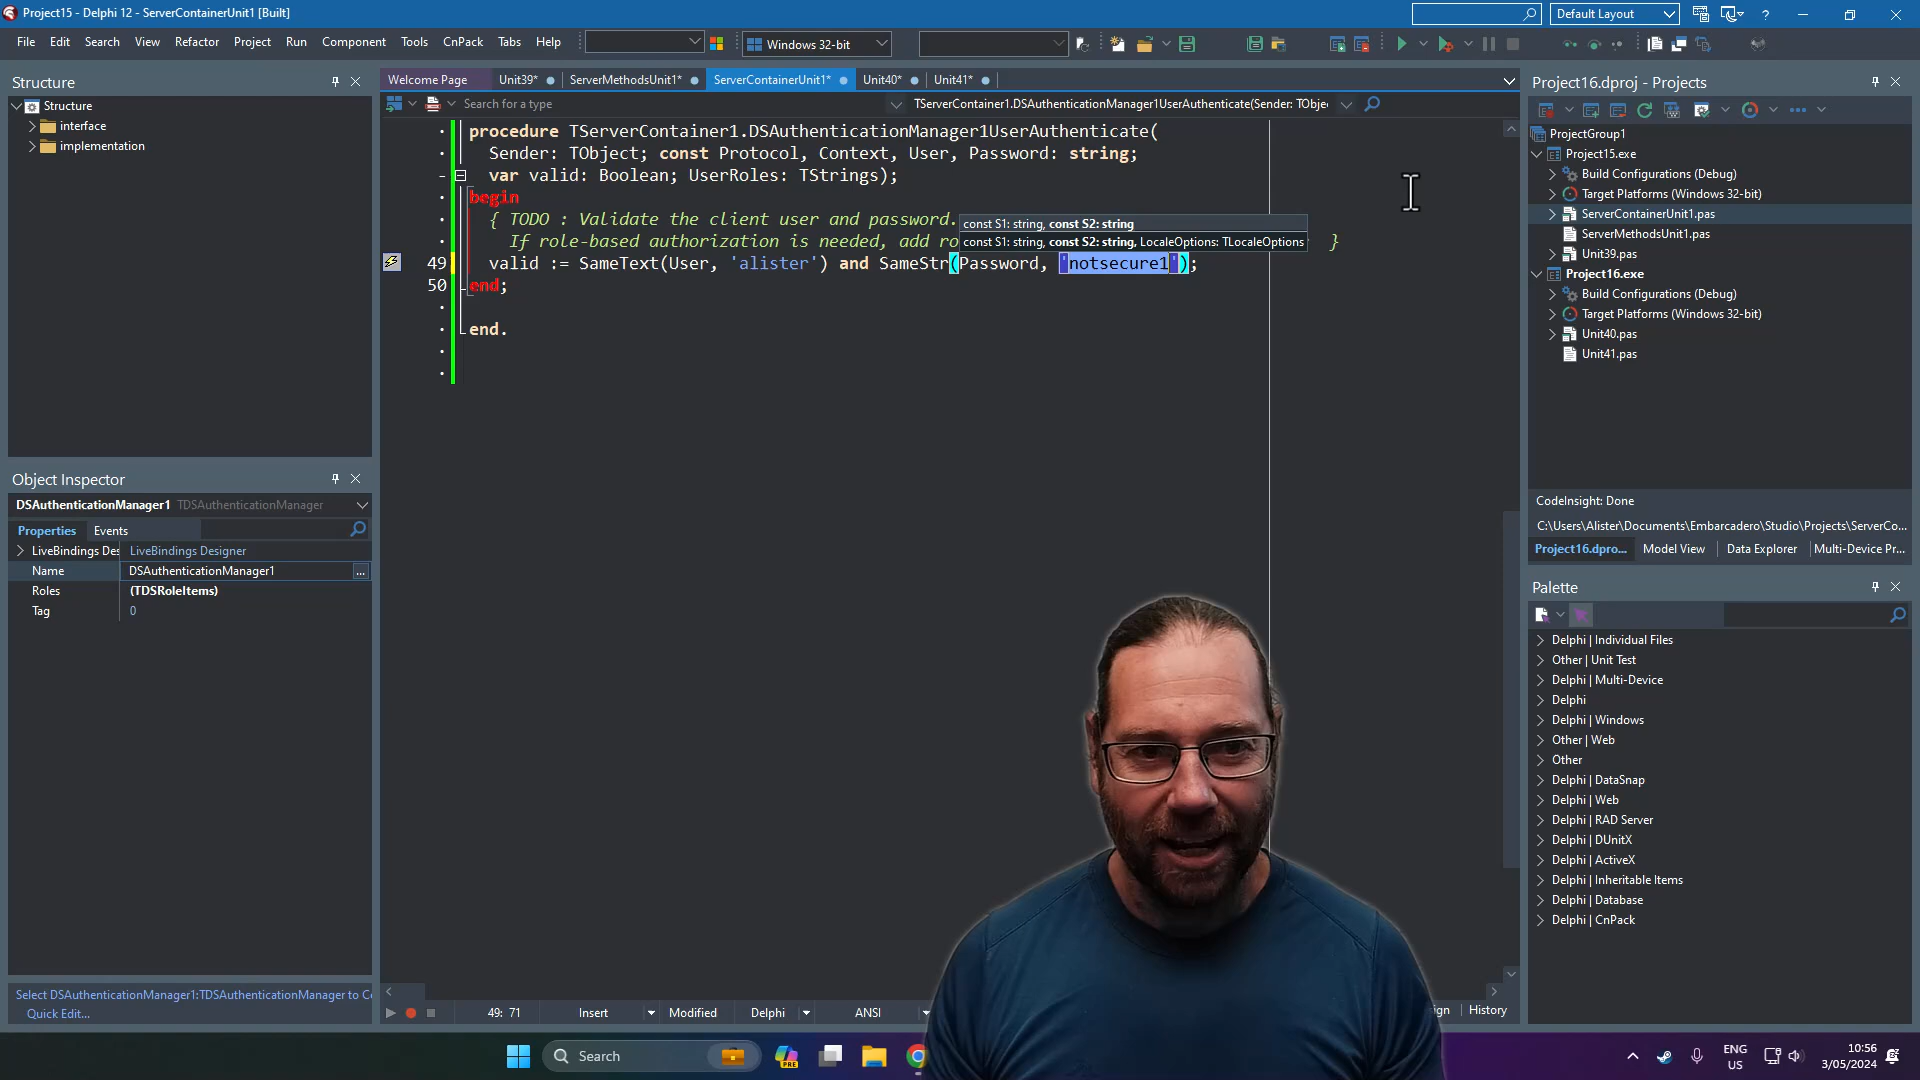 Project15 - Delphi 12 - ServerContainerUnit1 [Built]
Default Layout
?
File Edit Search View Refactor Project Run Component Tools CnPack Tabs Help
Windows 32-bit
Structure
Structure
interface
implementation
Welcome Page Unit39* ServerMethodsUnit1* ServerContainerUnit1* Unit40* Unit41*
Search for a type
TServerContainer1.DSAuthenticationManager1UserAuthenticate(Sender: TObje
procedure TServerContainer1.DSAuthenticationManager1UserAuthenticate(
Sender: TObject; const Protocol, Context, User, Password: string;
var valid: Boolean; UserRoles: TStrings);
begin
{ TODO : Validate the client user and password.
const S1: string, const S2: string
If role-based authorization is needed, add ro }
const S1: string, const S2: string, LocaleOptions: TLocaleOptions
49 valid := SameText(User, 'alister') and SameStr(Password, 'notsecure1');
50 end;
end.
Project16.dproj - Projects
ProjectGroup1
Project15.exe
Build Configurations (Debug)
Target Platforms (Windows 32-bit)
ServerContainerUnit1.pas
ServerMethodsUnit1.pas
Unit39.pas
Project16.exe
Build Configurations (Debug)
Target Platforms (Windows 32-bit)
Unit40.pas
Unit41.pas
CodeInsight: Done
C:\Users\Alister\Documents\Embarcadero\Studio\Projects\ServerCo...
Project16.dpro... Model View Data Explorer Multi-Device Pr...
Object Inspector
DSAuthenticationManager1 TDSAuthenticationManager
Properties Events
LiveBindings Des LiveBindings Designer
Name DSAuthenticationManager1 ...
Roles (TDSRoleItems)
Tag 0
Select DSAuthenticationManager1:TDSAuthenticationManager to Co
Quick Edit...
Palette
Delphi | Individual Files
Other | Unit Test
Delphi | Multi-Device
Delphi
Delphi | Windows
Other | Web
Other
Delphi | DataSnap
Delphi | Web
Delphi | RAD Server
Delphi | DUnitX
Delphi | ActiveX
Delphi | Inheritable Items
Delphi | Database
Delphi | CnPack
49: 71 Insert Modified Delphi ANSI
ign History
Search
PRE
ENG
US
10:56
3/05/2024